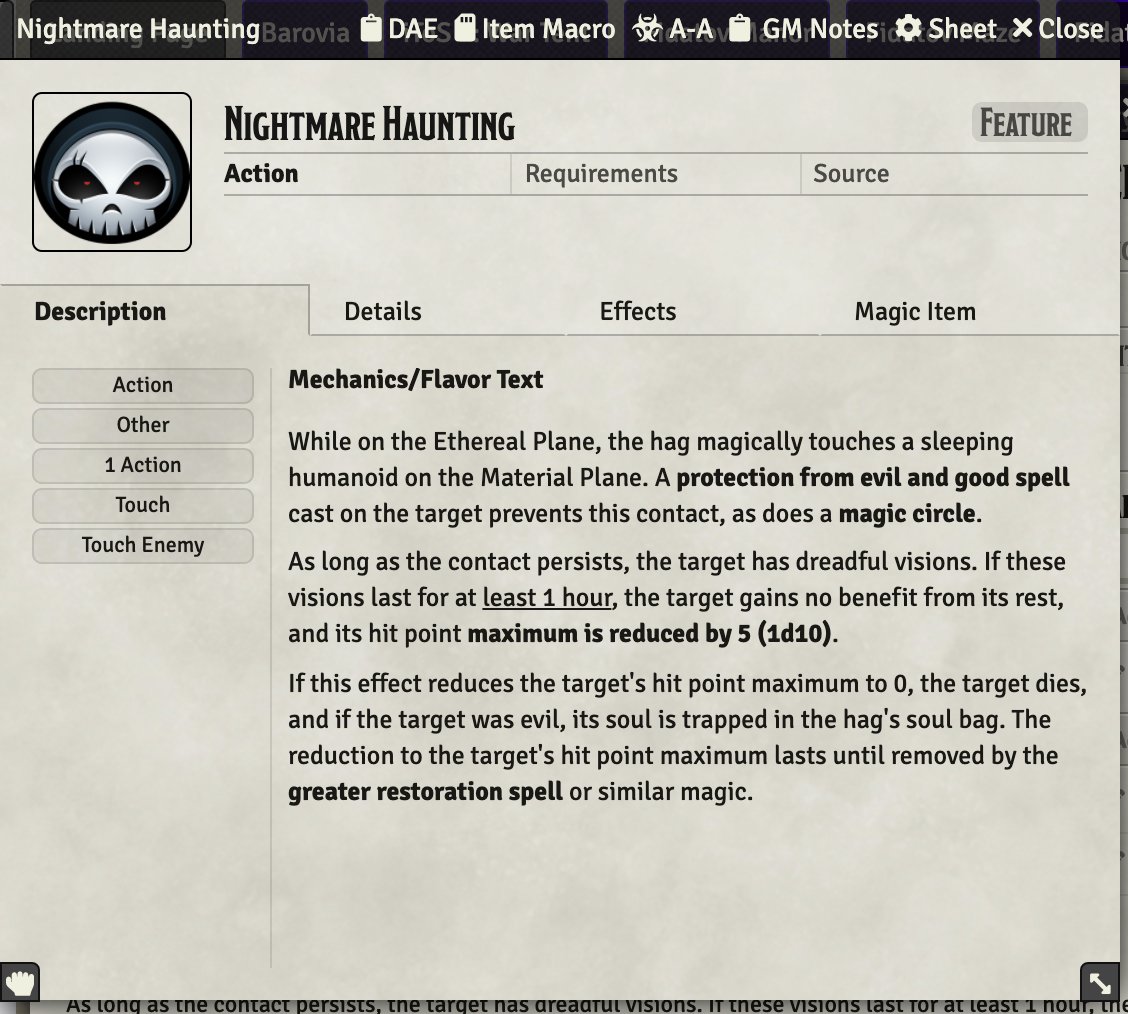 Nightmare Haunting DAE Item Macro A-A GM Notes Sheet Close
Barovia
NIGHTMARE HAUNTING
FEATURE
Action Requirements Source
Description Details Effects Magic Item
Action
Other
1 Action
Touch
Touch Enemy
Mechanics/Flavor Text
While on the Ethereal Plane, the hag magically touches a sleeping
humanoid on the Material Plane. A protection from evil and good spell
cast on the target prevents this contact, as does a magic circle.
As long as the contact persists, the target has dreadful visions. If these
visions last for at least 1 hour, the target gains no benefit from its rest,
and its hit point maximum is reduced by 5 (1d10).
If this effect reduces the target's hit point maximum to 0, the target dies,
and if the target was evil, its soul is trapped in the hag's soul bag. The
reduction to the target's hit point maximum lasts until removed by the
greater restoration spell or similar magic.
As long as the contact persists, the target has dreadful visions. If these visions last for at least 1 hour, the